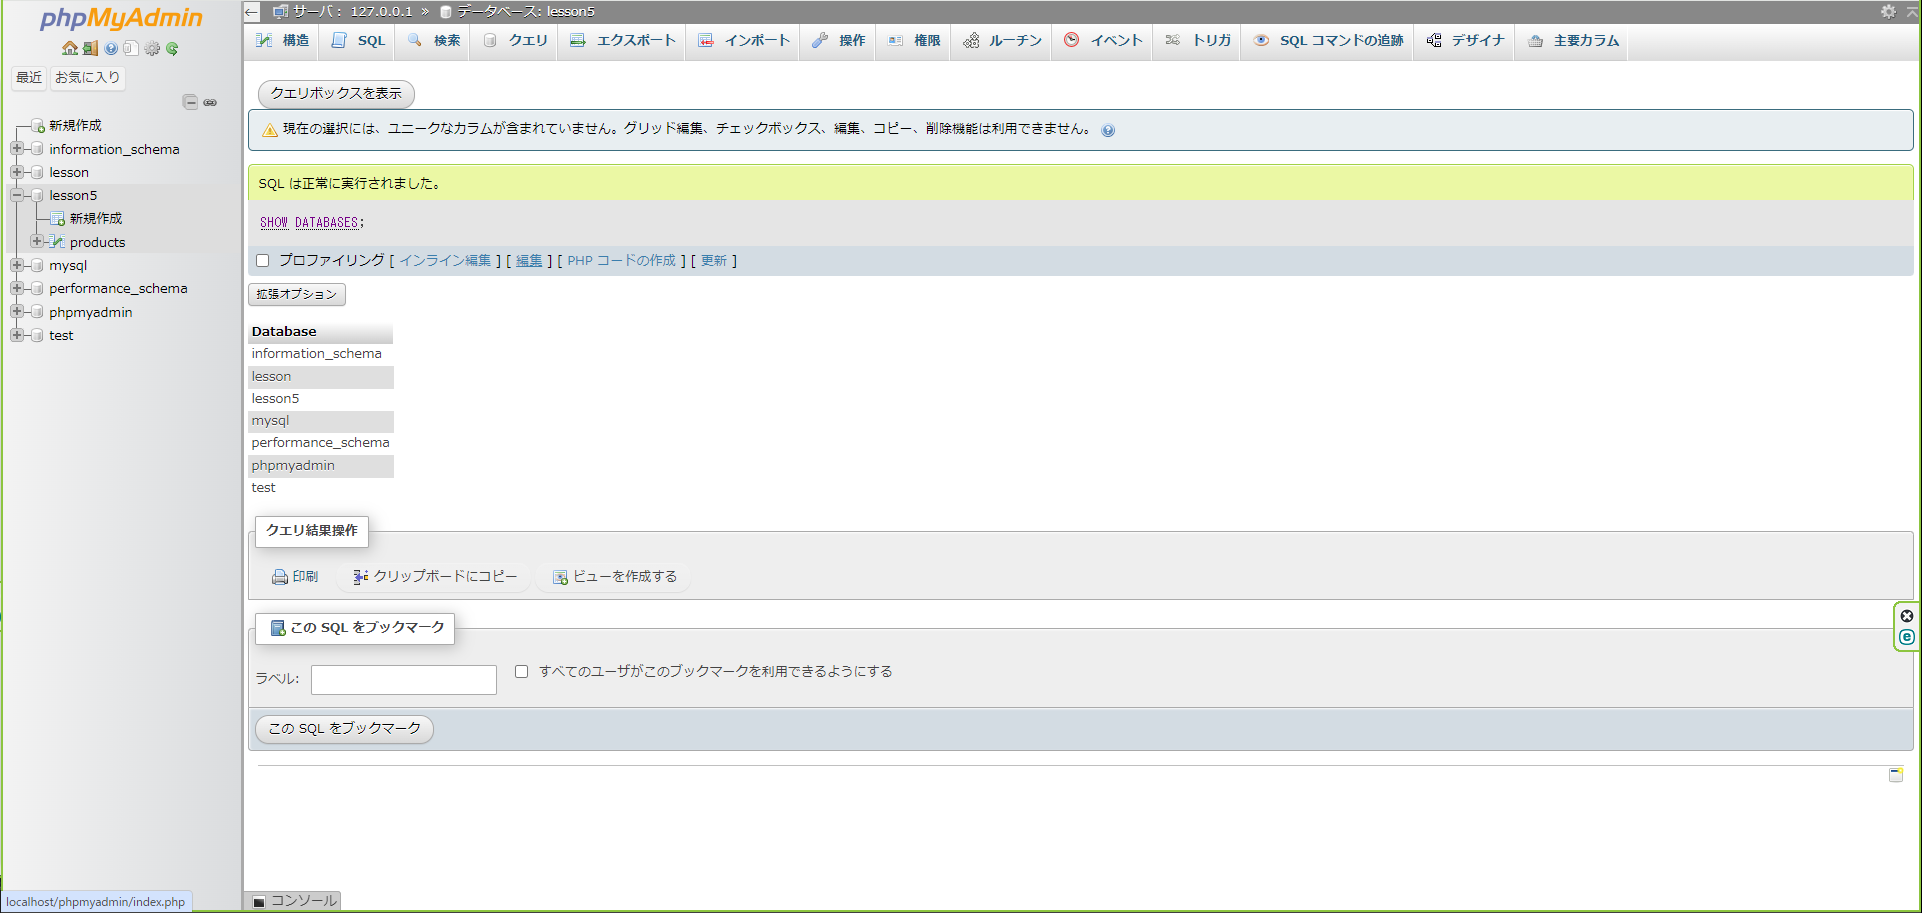 phpMyAdmin
最近 お気に入り
新規作成
information_schema
lesson
lesson5
新規作成
products
mysql
performance_schema
phpmyadmin
test
サーバ: 127.0.0.1 » データベース: lesson5
構造 SQL 検索 クエリ エクスポート インポート 操作 権限 ルーチン イベント トリガ SQL コマンドの追跡 デザイナ 主要カラム
クエリボックスを表示
現在の選択には、ユニークなカラムが含まれていません。グリッド編集、チェックボックス、編集、コピー、削除機能は利用できません。
SQL は正常に実行されました。
SHOW DATABASES;
プロファイリング [ インライン編集 ] [ 編集 ] [ PHP コードの作成 ] [ 更新 ]
拡張オプション
Database
information_schema
lesson
lesson5
mysql
performance_schema
phpmyadmin
test
クエリ結果操作
印刷 クリップボードにコピー ビューを作成する
この SQL をブックマーク
ラベル: すべてのユーザがこのブックマークを利用できるようにする
この SQL をブックマーク
コンソール
localhost/phpmyadmin/index.php